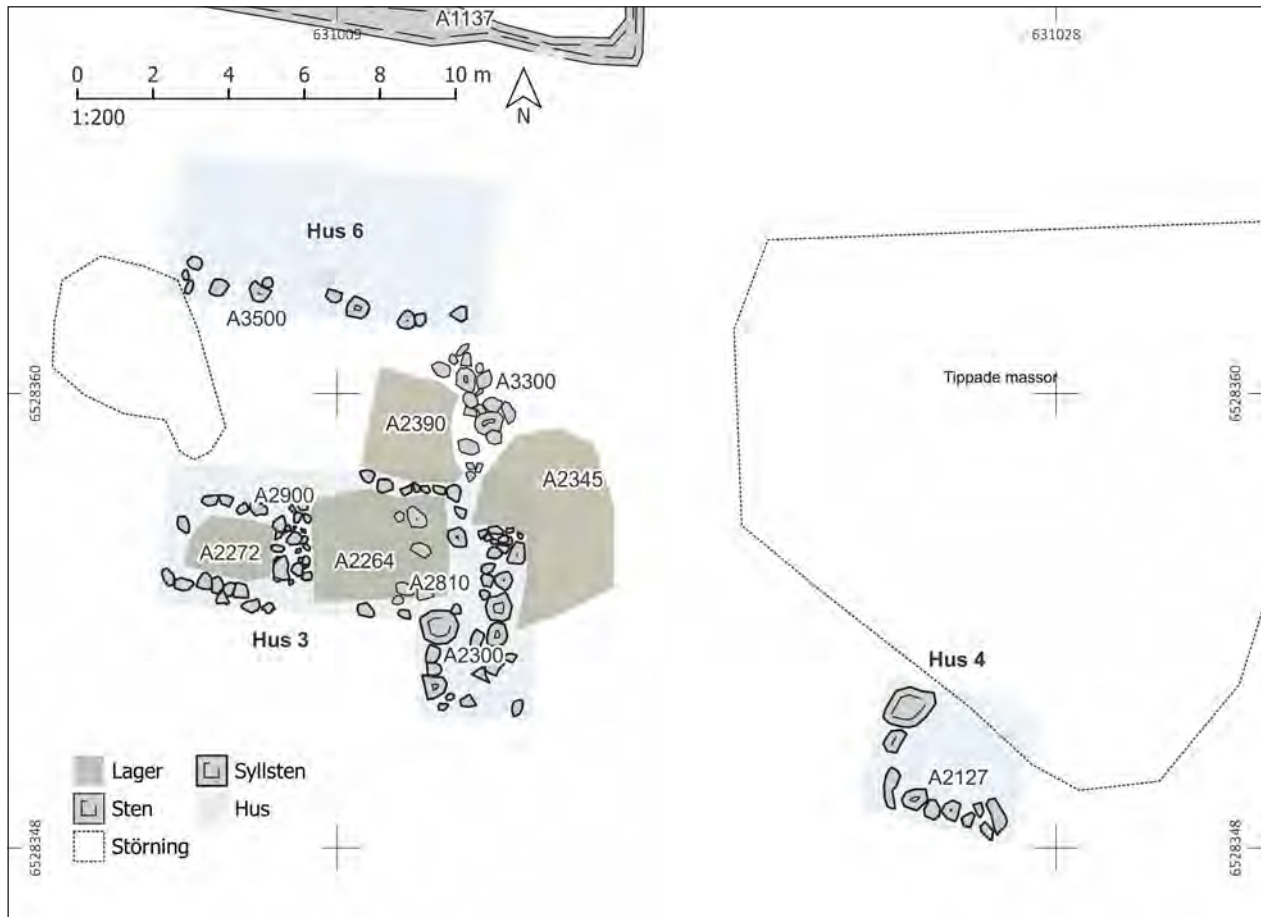 A1137
631009
631028
0 2 4 6 8 10 m
1:200
N
Hus 6
A3500
A3300
6528360
6528360
Tippade massor
A2390
A2345
A2900
A2272
A2264
A2810
Hus 3
A2300
Hus 4
A2127
Lager
Syllsten
Sten
Hus
Störning
6528348
6528348